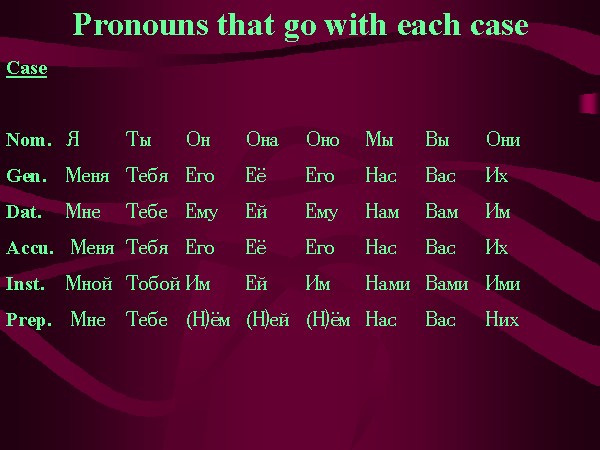 Pronouns that go with each case
Case
Nom. Я Ты Он Она Оно Мы Вы Они
Gen. Меня Тебя Его Её Его Нас Вас Их
Dat. Мне Тебе Ему Ей Ему Нам Вам Им
Accu. Меня Тебя Его Её Его Нас Вас Их
Inst. Мной Тобой Им Ей Им Нами Вами Ими
Prep. Мне Тебе (Н)ём (Н)ей (Н)ём Нас Вас Них